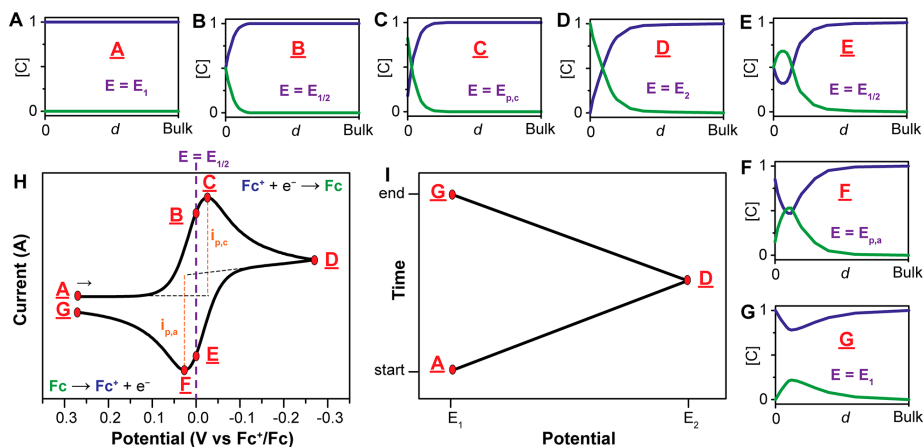 A
1
[C]
0
A
E = E1
0
d
Bulk
B
1
0
B
E = E1/2
0
d
Bulk
C
1
0
C
E = Ep,c
0
d
Bulk
D
1
0
D
E = E2
0
d
Bulk
E
1
[C]
0
E
E = E1/2
0
d
Bulk
E = E1/2
H
Current (A)
C
Fc⁺ + e⁻ → Fc
B
ip,c
A →
G
D
ip,a
E
F
Fc → Fc⁺ + e⁻
0.3 0.2 0.1 0.0 -0.1 -0.2 -0.3
Potential (V vs Fc⁺/Fc)
I
end
Time
start
G
D
A
E1 E2
Potential
F
1
[C]
0
F
E = Ep,a
0
d
Bulk
G
1
[C]
0
G
E = E1
0
d
Bulk